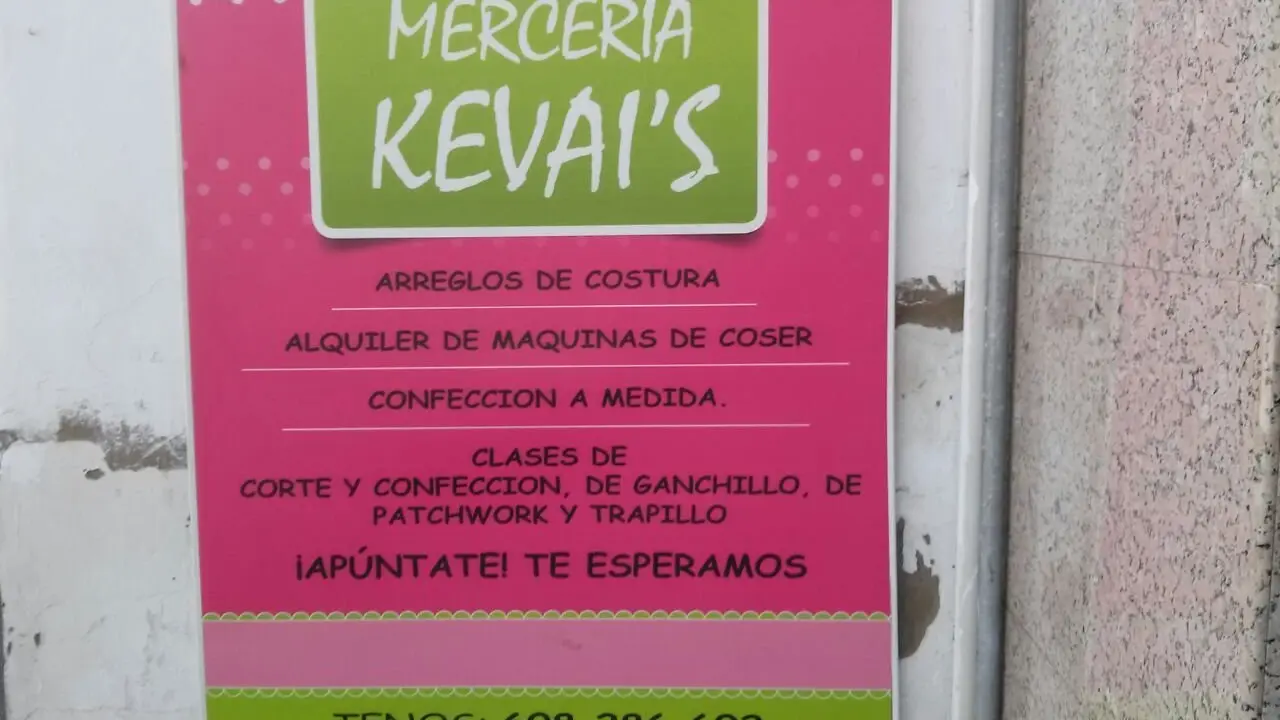 MERCERIA
KEVAI'S
ARREGLOS DE COSTURA
ALQUILER DE MAQUINAS DE COSER
CONFECCION A MEDIDA.
CLASES DE
CORTE Y CONFECCION, DE GANCHILLO, DE
PATCHWORK Y TRAPILLO
¡APÚNTATE! TE ESPERAMOS